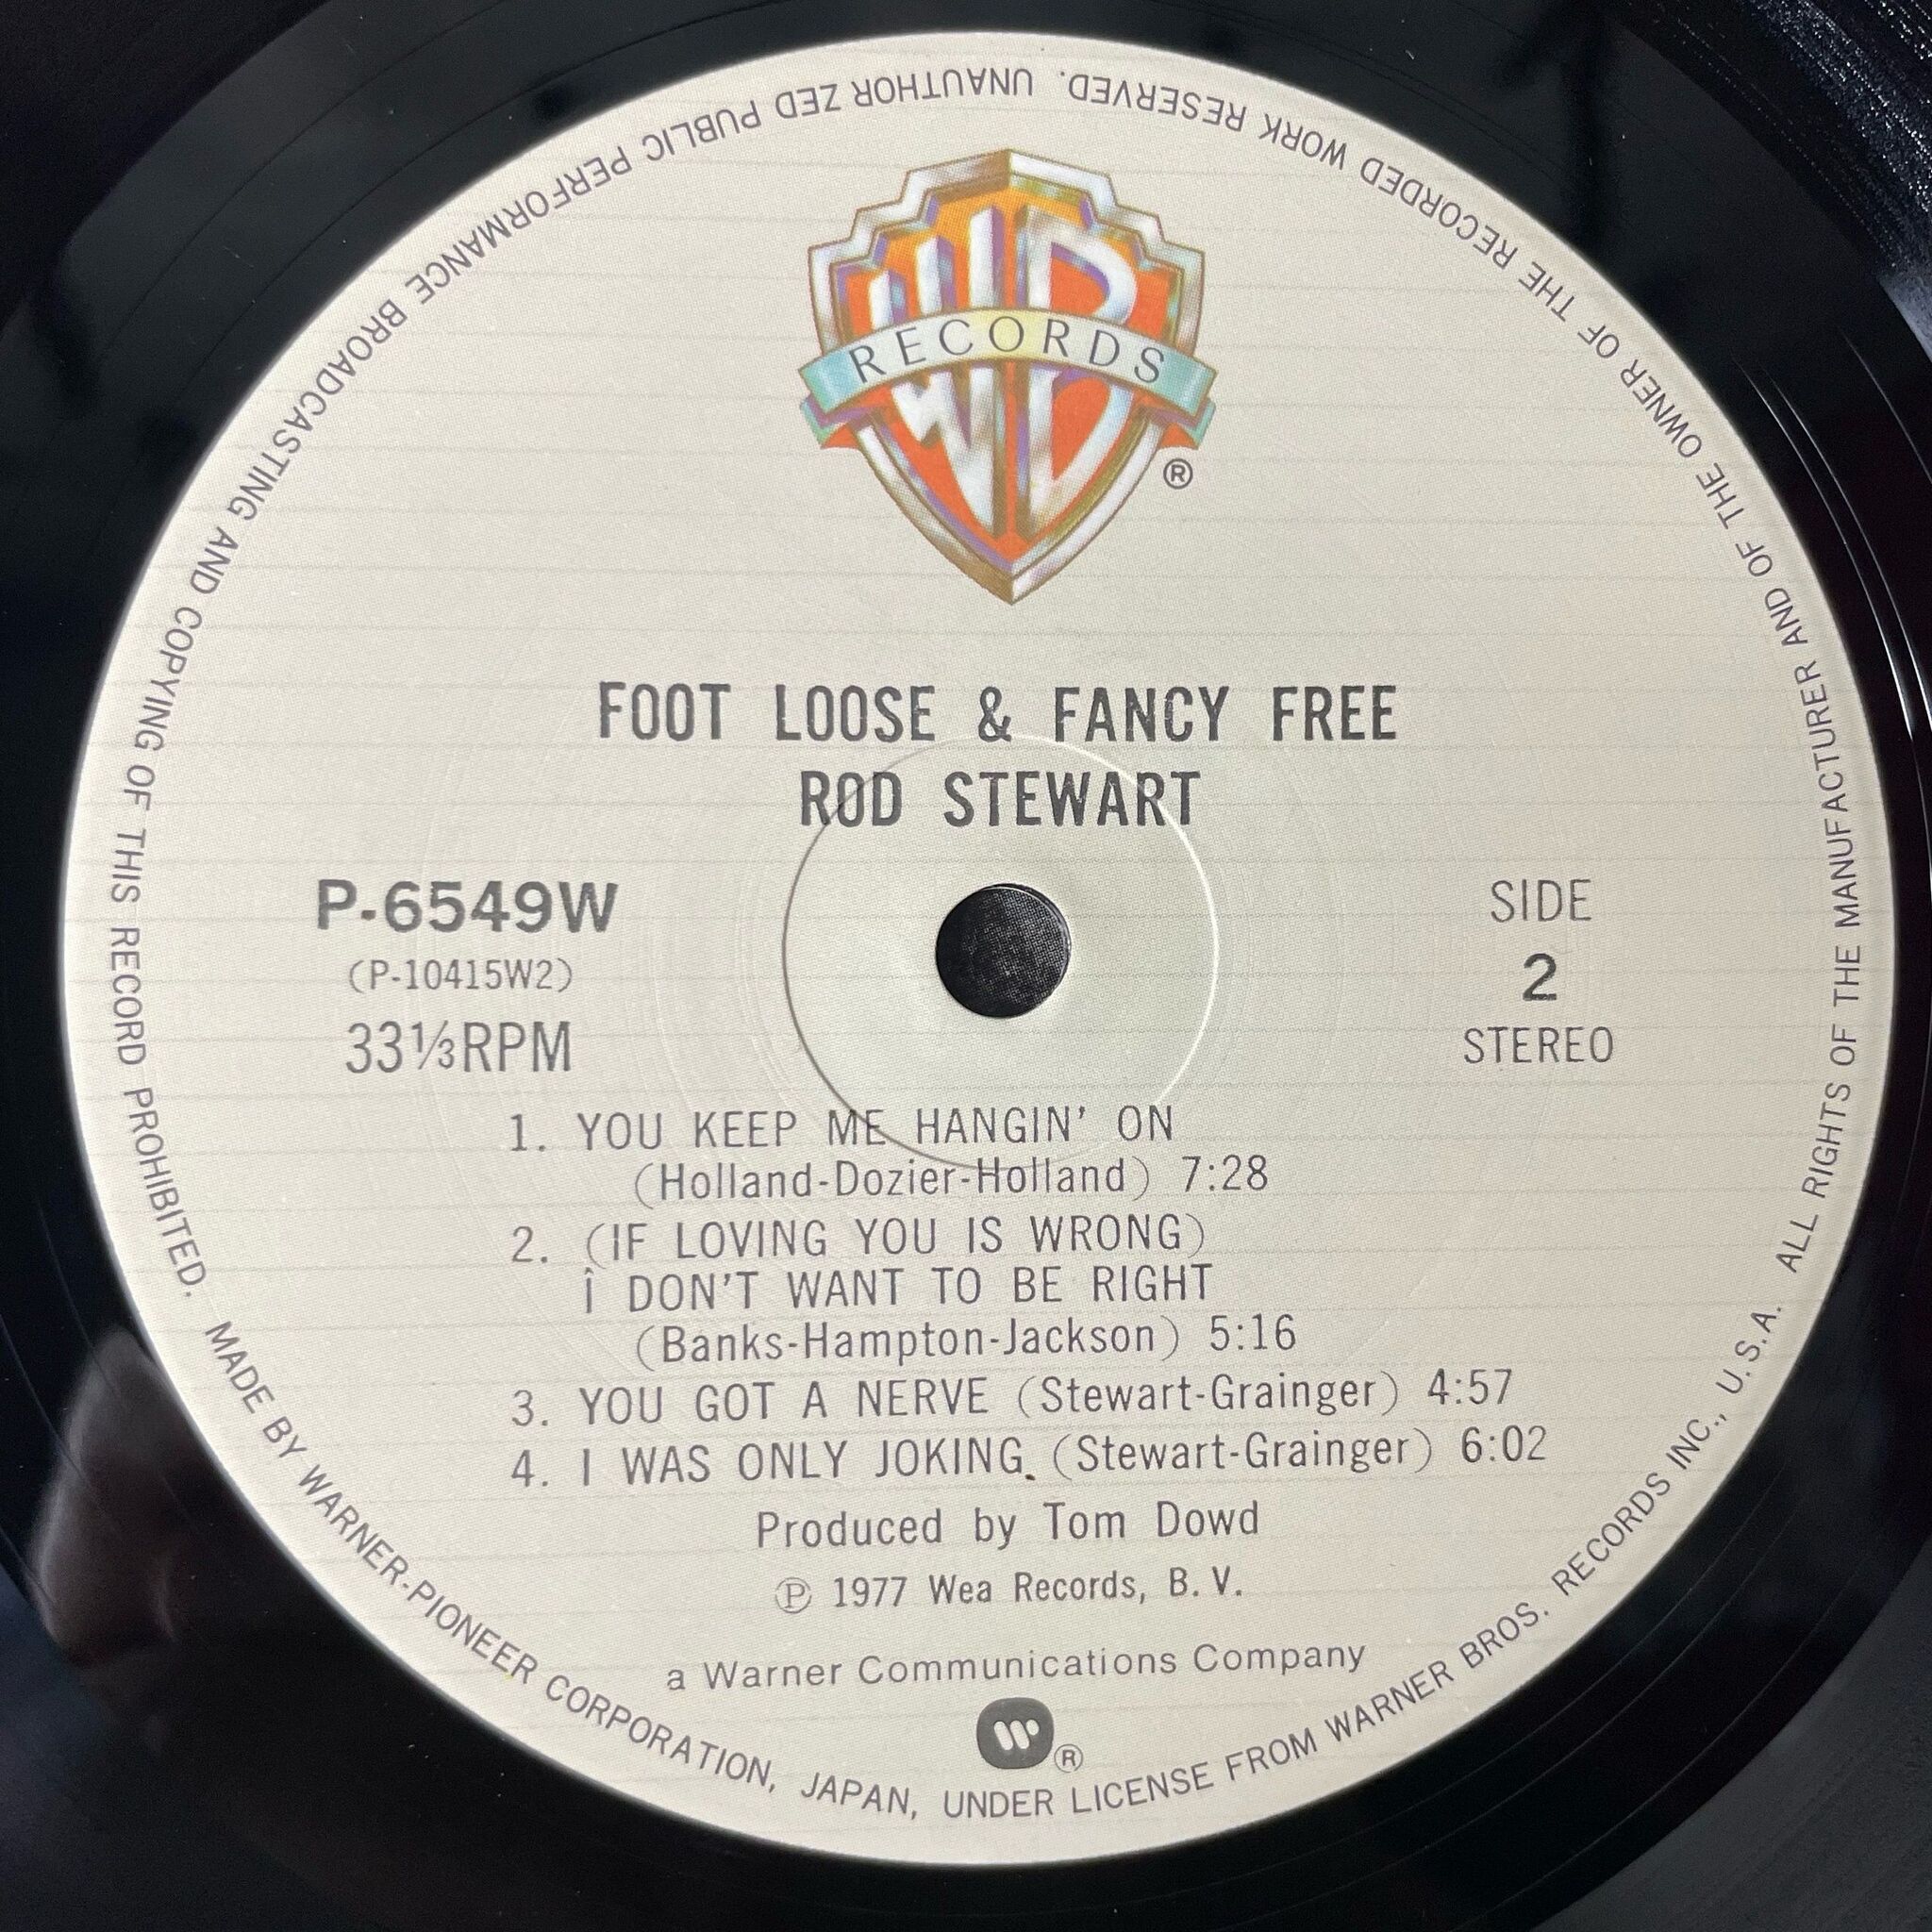 WB
RECORDS
®
FOOT LOOSE & FANCY FREE
ROD STEWART
P-6549W
(P-10415W2)
33⅓RPM
SIDE
2
STEREO
1. YOU KEEP ME HANGIN' ON
(Holland-Dozier-Holland) 7:28
2. (IF LOVING YOU IS WRONG)
I DON'T WANT TO BE RIGHT
(Banks-Hampton-Jackson) 5:16
3. YOU GOT A NERVE (Stewart-Grainger) 4:57
4. I WAS ONLY JOKING. (Stewart-Grainger) 6:02
Produced by Tom Dowd
℗ 1977 Wea Records, B. V.
a Warner Communications Company
W ®
MADE BY WARNER-PIONEER CORPORATION, JAPAN, UNDER LICENSE FROM WARNER BROS. RECORDS INC., U.S.A. ALL RIGHTS OF THE MANUFACTURER AND OF THE OWNER OF THE RECORDED WORK RESERVED. UNAUTHOR ZED PUBLIC PERFORMANCE BROADCASTING AND COPYING OF THIS RECORD PROHIBITED.